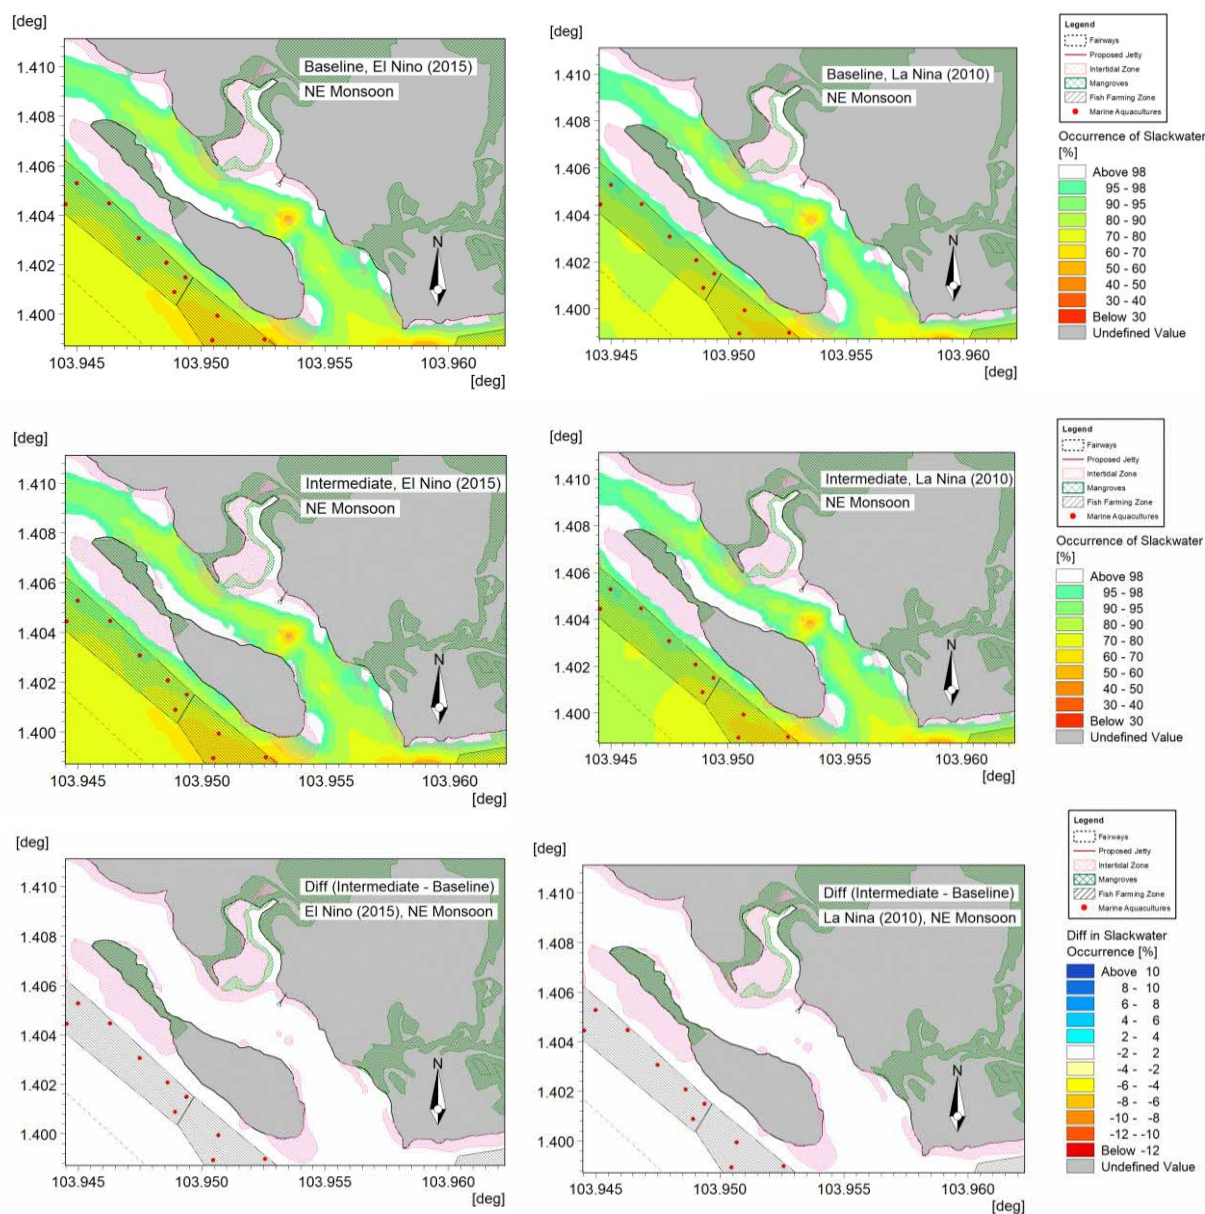 [deg]
1.410
1.408
1.406
1.404
1.402
1.400
Baseline, El Nino (2015)
NE Monsoon
N
103.945
103.950
103.955
103.960
[deg]
[deg]
1.410
1.408
1.406
1.404
1.402
1.400
Baseline, La Nina (2010)
NE Monsoon
N
103.945
103.950
103.955
103.960
[deg]
Legend
Fairways
Proposed Jetty
Intertidal Zone
Mangroves
Fish Farming Zone
Marine Aquacultures
Occurrence of Slackwater
[%]
Above 98
95 - 98
90 - 95
80 - 90
70 - 80
60 - 70
50 - 60
40 - 50
30 - 40
Below 30
Undefined Value
[deg]
1.410
1.408
1.406
1.404
1.402
1.400
Intermediate, El Nino (2015)
NE Monsoon
N
103.945
103.950
103.955
103.960
[deg]
[deg]
1.410
1.408
1.406
1.404
1.402
1.400
Intermediate, La Nina (2010)
NE Monsoon
N
103.945
103.950
103.955
103.960
[deg]
Legend
Fairways
Proposed Jetty
Intertidal Zone
Mangroves
Fish Farming Zone
Marine Aquacultures
Occurrence of Slackwater
[%]
Above 98
95 - 98
90 - 95
80 - 90
70 - 80
60 - 70
50 - 60
40 - 50
30 - 40
Below 30
Undefined Value
[deg]
1.410
1.408
1.406
1.404
1.402
1.400
Diff (Intermediate - Baseline)
El Nino (2015), NE Monsoon
N
103.945
103.950
103.955
103.960
[deg]
[deg]
1.410
1.408
1.406
1.404
1.402
1.400
Diff (Intermediate - Baseline)
La Nina (2010), NE Monsoon
N
103.945
103.950
103.955
103.960
[deg]
Legend
Fairways
Proposed Jetty
Intertidal Zone
Mangroves
Fish Farming Zone
Marine Aquacultures
Diff in Slackwater
Occurrence [%]
Above 10
8 - 10
6 - 8
4 - 6
2 - 4
-2 - 2
-4 - -2
-6 - -4
-8 - -6
-10 - -8
-12 - -10
Below -12
Undefined Value